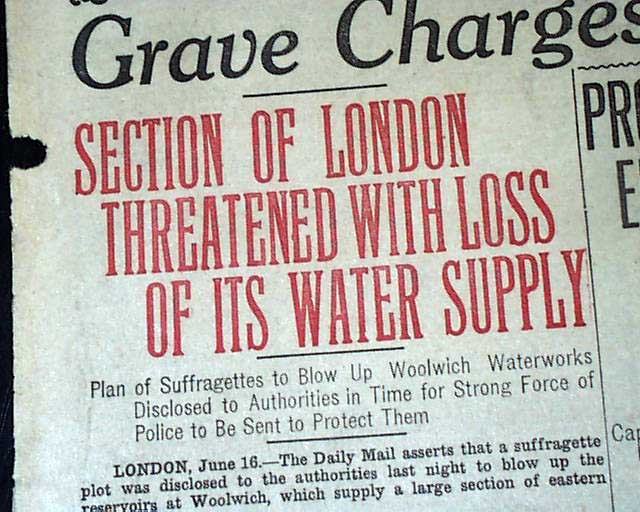 Grave Charges
SECTION OF LONDON
THREATENED WITH LOSS
OF ITS WATER SUPPLY
Plan of Suffragettes to Blow Up Woolwich Waterworks
Disclosed to Authorities in Time for Strong Force of
Police to Be Sent to Protect Them
LONDON, June 16.—The Daily Mail asserts that a suffragette
plot was disclosed to the authorities last night to blow up the
reservoirs at Woolwich, which supply a large section of eastern
PR
E
Cap